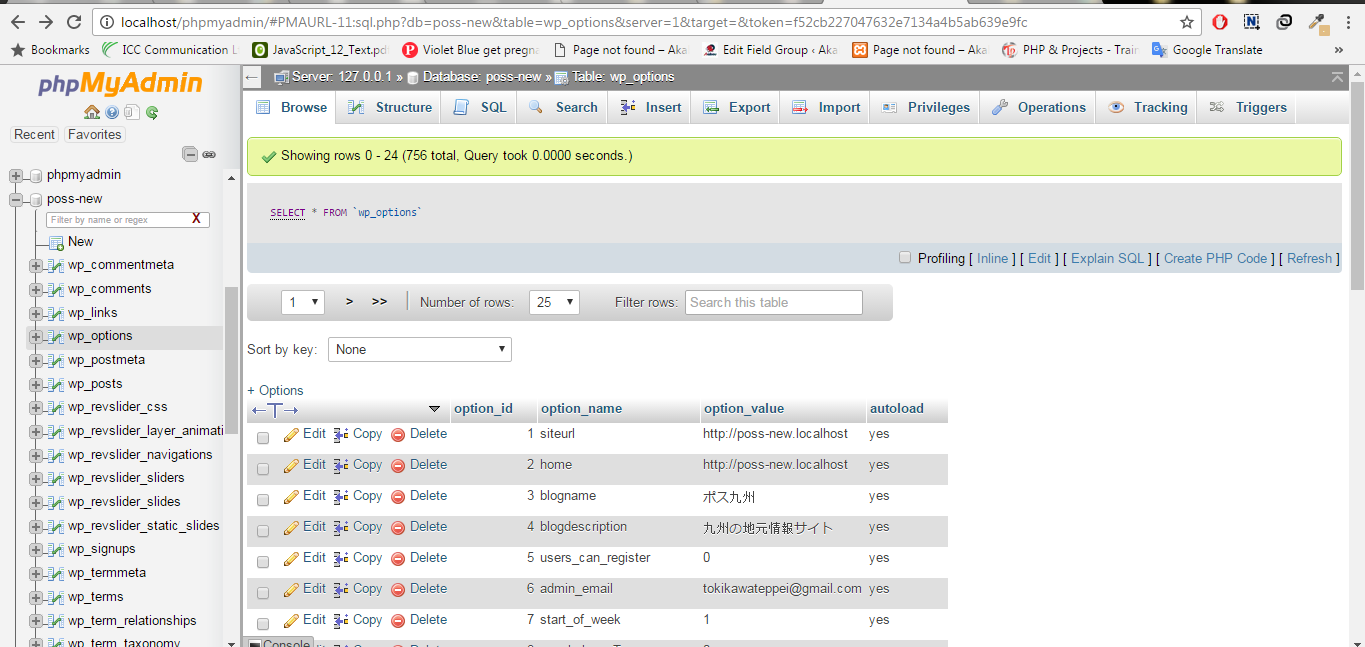 localhost/phpmyadmin/#PMAURL-11:sql.php?db=poss-new&table=wp_options&server=1&target=&token=f52cb227047632e7134a4b5ab639e9fc
Bookmarks ICC Communication L JavaScript_12_Text.pdf Violet Blue get pregna Page not found – Aka Edit Field Group ‹ Aka Page not found – Aka PHP & Projects - Train Google Translate »
phpMyAdmin
Recent Favorites
phpmyadmin
poss-new
Filter by name or regex X
New
wp_commentmeta
wp_comments
wp_links
wp_options
wp_postmeta
wp_posts
wp_revslider_css
wp_revslider_layer_animati
wp_revslider_navigations
wp_revslider_sliders
wp_revslider_slides
wp_revslider_static_slides
wp_signups
wp_termmeta
wp_terms
wp_term_relationships
wp_term_taxonomy
Server: 127.0.0.1 » Database: poss-new » Table: wp_options
Browse Structure SQL Search Insert Export Import Privileges Operations Tracking Triggers
Showing rows 0 - 24 (756 total, Query took 0.0000 seconds.)
SELECT * FROM `wp_options`
Profiling [ Inline ] [ Edit ] [ Explain SQL ] [ Create PHP Code ] [ Refresh ]
1 > >> Number of rows: 25 Filter rows: Search this table
Sort by key: None
+ Options
←T→ option_id option_name option_value autoload
Edit Copy Delete 1 siteurl http://poss-new.localhost yes
Edit Copy Delete 2 home http://poss-new.localhost yes
Edit Copy Delete 3 blogname ポス九州 yes
Edit Copy Delete 4 blogdescription 九州の地元情報サイト yes
Edit Copy Delete 5 users_can_register 0 yes
Edit Copy Delete 6 admin_email tokikawateppei@gmail.com yes
Edit Copy Delete 7 start_of_week 1 yes
Console